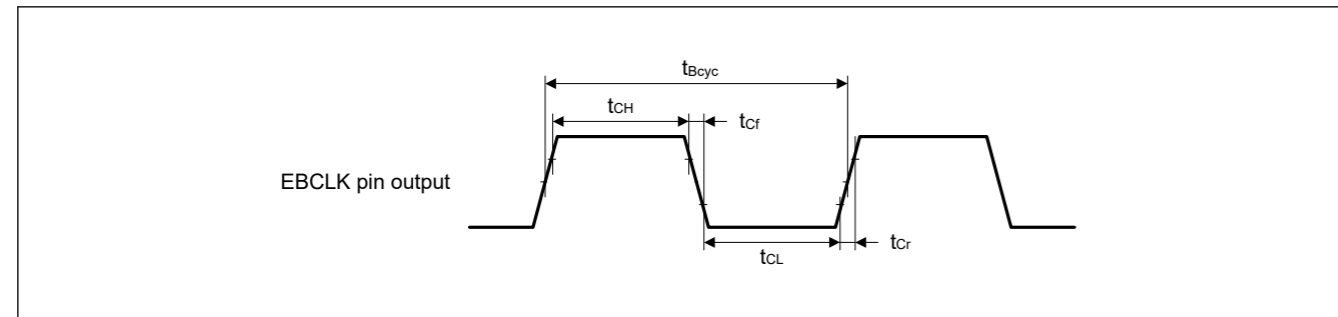 tBcyc
tCH
tCf
EBCLK pin output
tCL
tCr